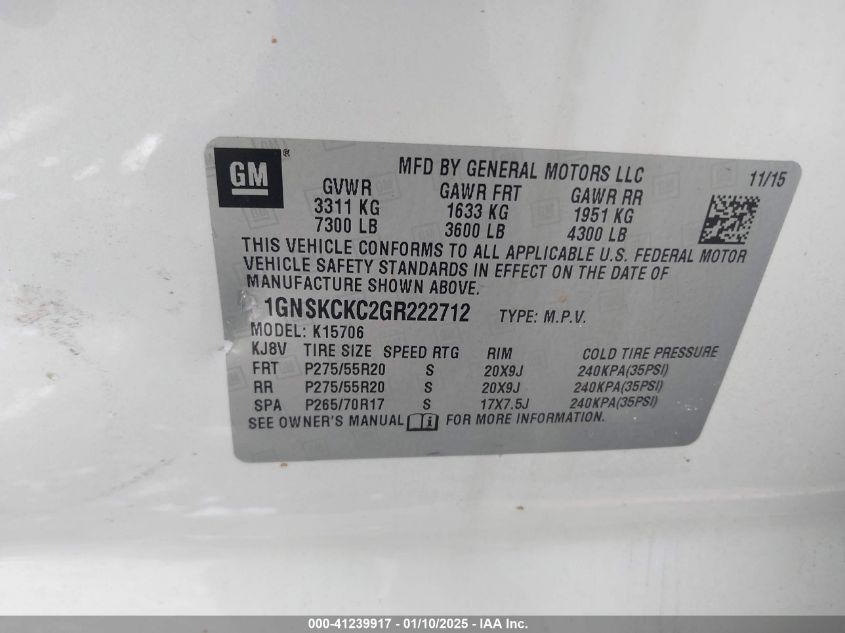 GM®
MFD BY GENERAL MOTORS LLC
11/15
GVWR GAWR FRT GAWR RR
3311 KG 1633 KG 1951 KG
7300 LB 3600 LB 4300 LB
THIS VEHICLE CONFORMS TO ALL APPLICABLE U.S. FEDERAL MOTOR
VEHICLE SAFETY STANDARDS IN EFFECT ON THE DATE OF
MANUFACTURE SHOWN ABOVE.
1GNSKCKC2GR222712 TYPE: M.P.V.
MODEL: K15706
KJ8V TIRE SIZE SPEED RTG RIM COLD TIRE PRESSURE
FRT P275/55R20 S 20X9J 240KPA(35PSI)
RR P275/55R20 S 20X9J 240KPA(35PSI)
SPA P265/70R17 S 17X7.5J 240KPA(35PSI)
SEE OWNER'S MANUAL i FOR MORE INFORMATION.
000-41239917 - 01/10/2025 - IAA Inc.